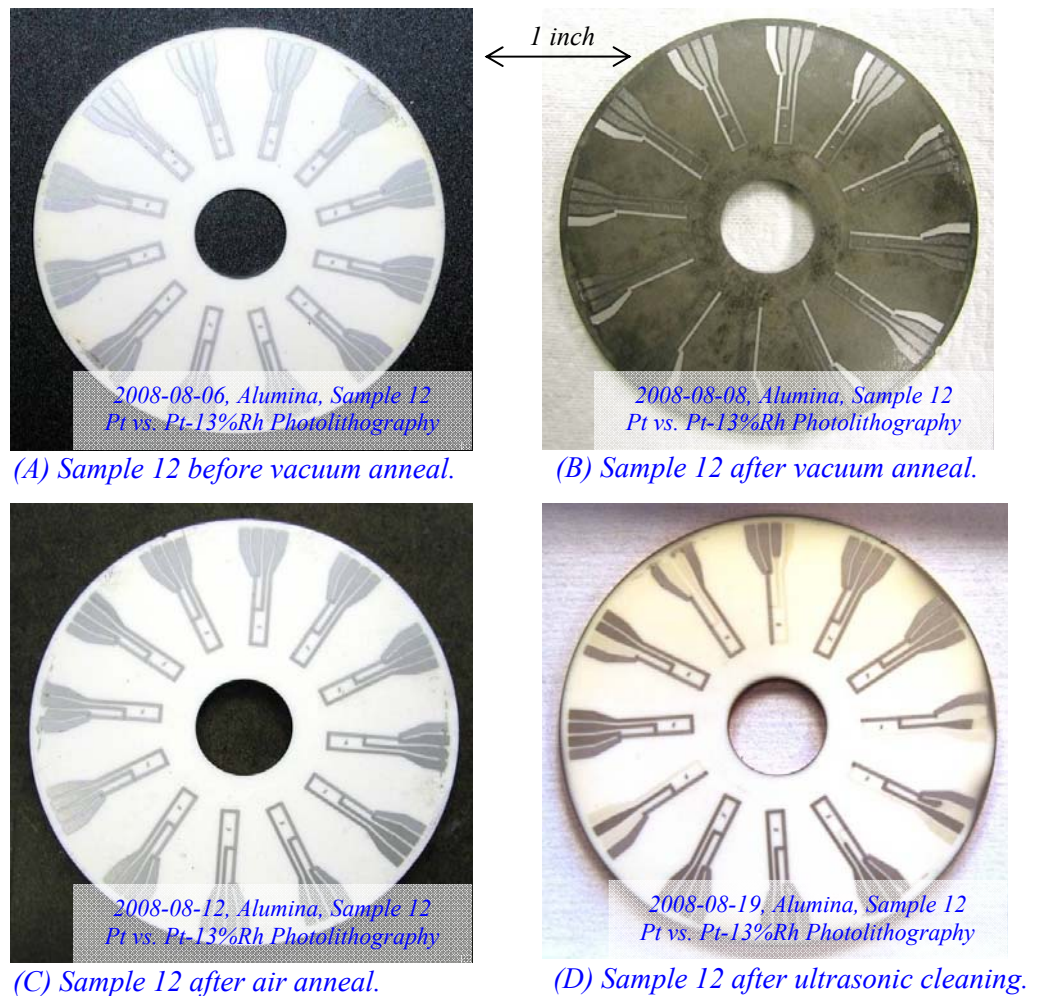 1 inch
2008-08-06, Alumina, Sample 12
Pt vs. Pt-13%Rh Photolithography
(A) Sample 12 before vacuum anneal.
2008-08-08, Alumina, Sample 12
Pt vs. Pt-13%Rh Photolithography
(B) Sample 12 after vacuum anneal.
2008-08-12, Alumina, Sample 12
Pt vs. Pt-13%Rh Photolithography
(C) Sample 12 after air anneal.
2008-08-19, Alumina, Sample 12
Pt vs. Pt-13%Rh Photolithography
(D) Sample 12 after ultrasonic cleaning.